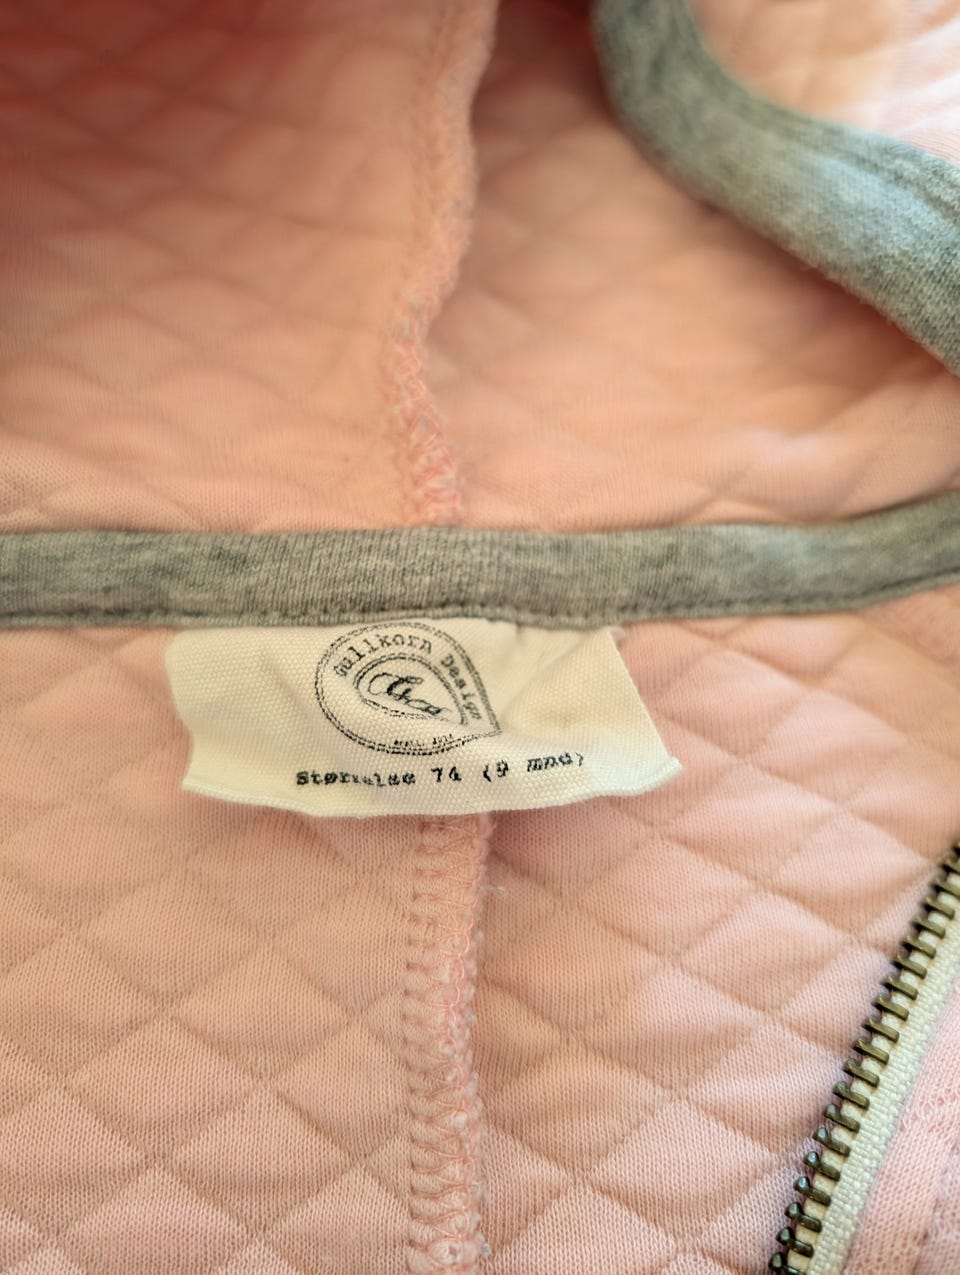 Gullkorn Design
Størrelse 74 (9 mnd)